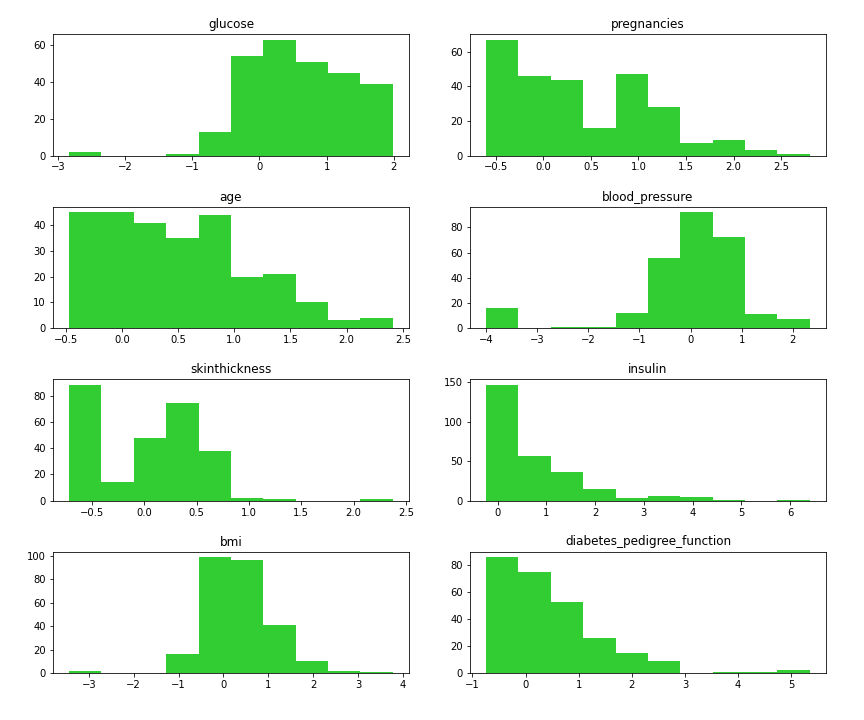 glucose
60
40
20
0
−3 −2 −1 0 1 2
pregnancies
60
40
20
0
−0.5 0.0 0.5 1.0 1.5 2.0 2.5
age
40
30
20
10
0
−0.5 0.0 0.5 1.0 1.5 2.0 2.5
blood_pressure
80
60
40
20
0
−4 −3 −2 −1 0 1 2
skinthickness
80
60
40
20
0
−0.5 0.0 0.5 1.0 1.5 2.0 2.5
insulin
150
100
50
0
0 1 2 3 4 5 6
bmi
100
80
60
40
20
0
−3 −2 −1 0 1 2 3 4
diabetes_pedigree_function
80
60
40
20
0
−1 0 1 2 3 4 5